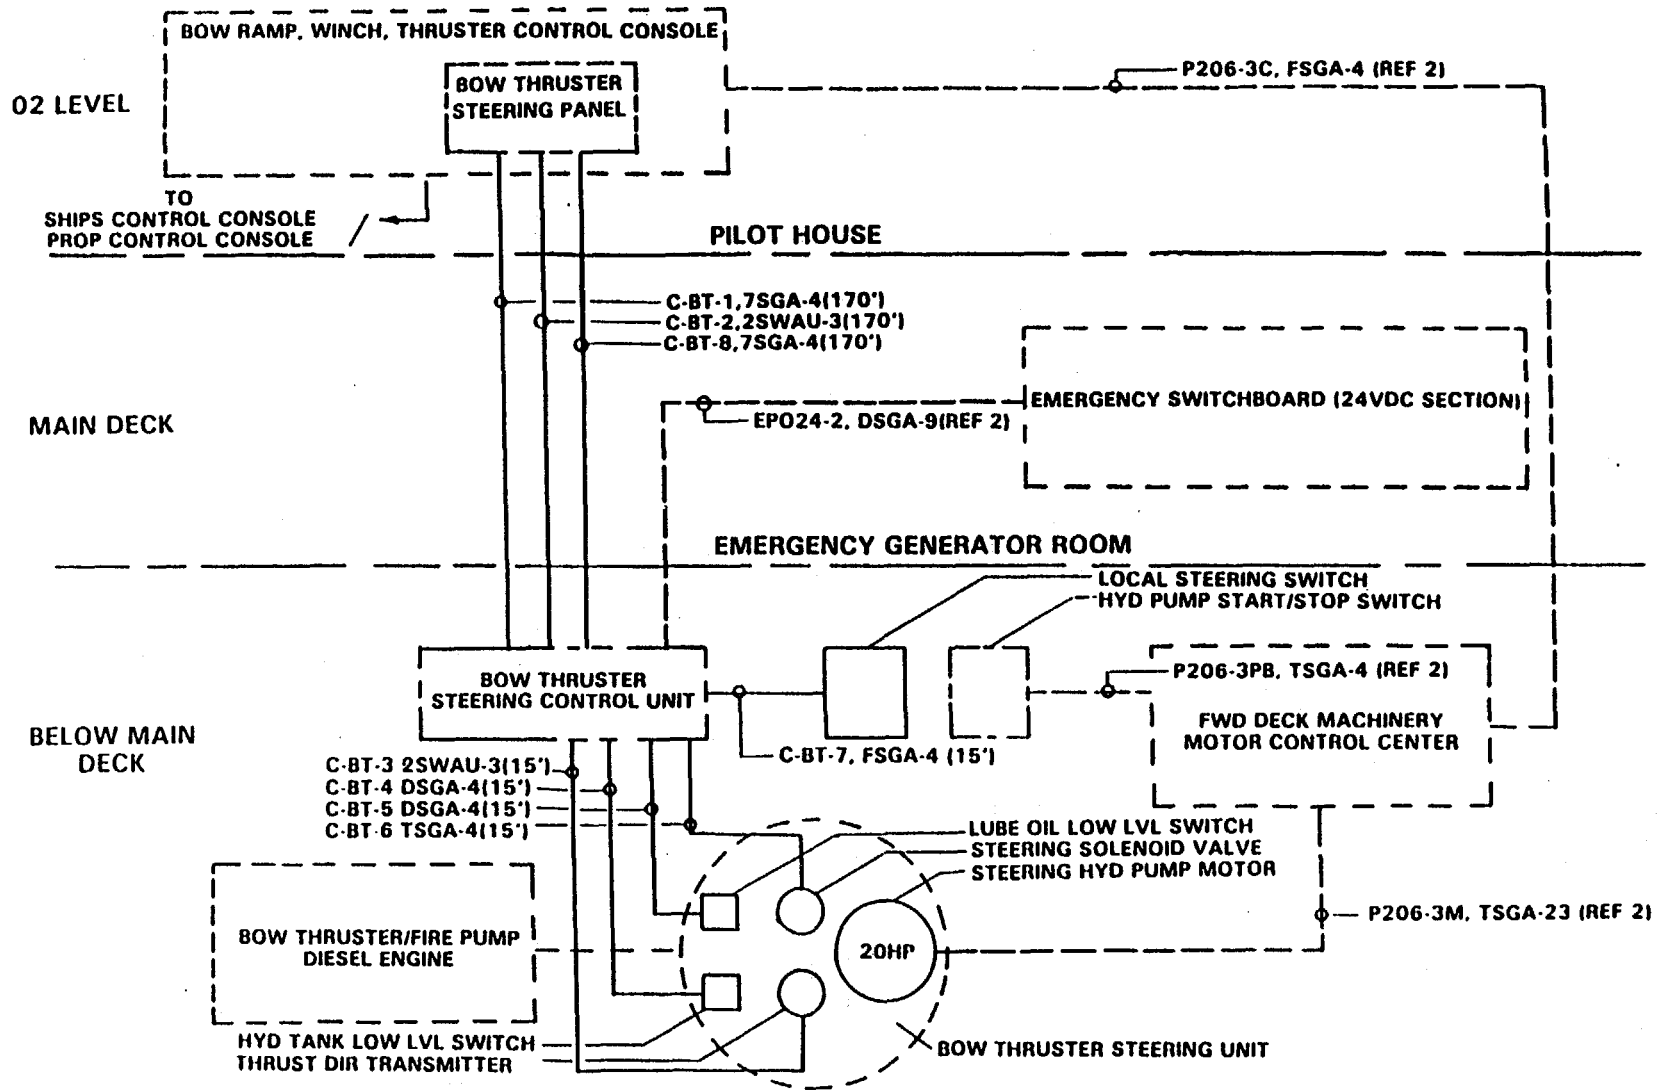 BOW RAMP, WINCH, THRUSTER CONTROL CONSOLE
BOW THRUSTER
STEERING PANEL
P206-3C, FSGA-4 (REF 2)
02 LEVEL
TO
SHIPS CONTROL CONSOLE
PROP CONTROL CONSOLE
PILOT HOUSE
C-BT-1,7SGA-4(170')
C-BT-2,2SWAU-3(170')
C-BT-8,7SGA-4(170')
EMERGENCY SWITCHBOARD (24VDC SECTION)
EPO24-2, DSGA-9(REF 2)
MAIN DECK
EMERGENCY GENERATOR ROOM
LOCAL STEERING SWITCH
HYD PUMP START/STOP SWITCH
BOW THRUSTER
STEERING CONTROL UNIT
P206-3PB, TSGA-4 (REF 2)
FWD DECK MACHINERY
MOTOR CONTROL CENTER
BELOW MAIN
DECK
C-BT-7, FSGA-4 (15')
C-BT-3 2SWAU-3(15')
C-BT-4 DSGA-4(15')
C-BT-5 DSGA-4(15')
C-BT-6 TSGA-4(15')
LUBE OIL LOW LVL SWITCH
STEERING SOLENOID VALVE
STEERING HYD PUMP MOTOR
P206-3M, TSGA-23 (REF 2)
BOW THRUSTER/FIRE PUMP
DIESEL ENGINE
20HP
HYD TANK LOW LVL SWITCH
THRUST DIR TRANSMITTER
BOW THRUSTER STEERING UNIT